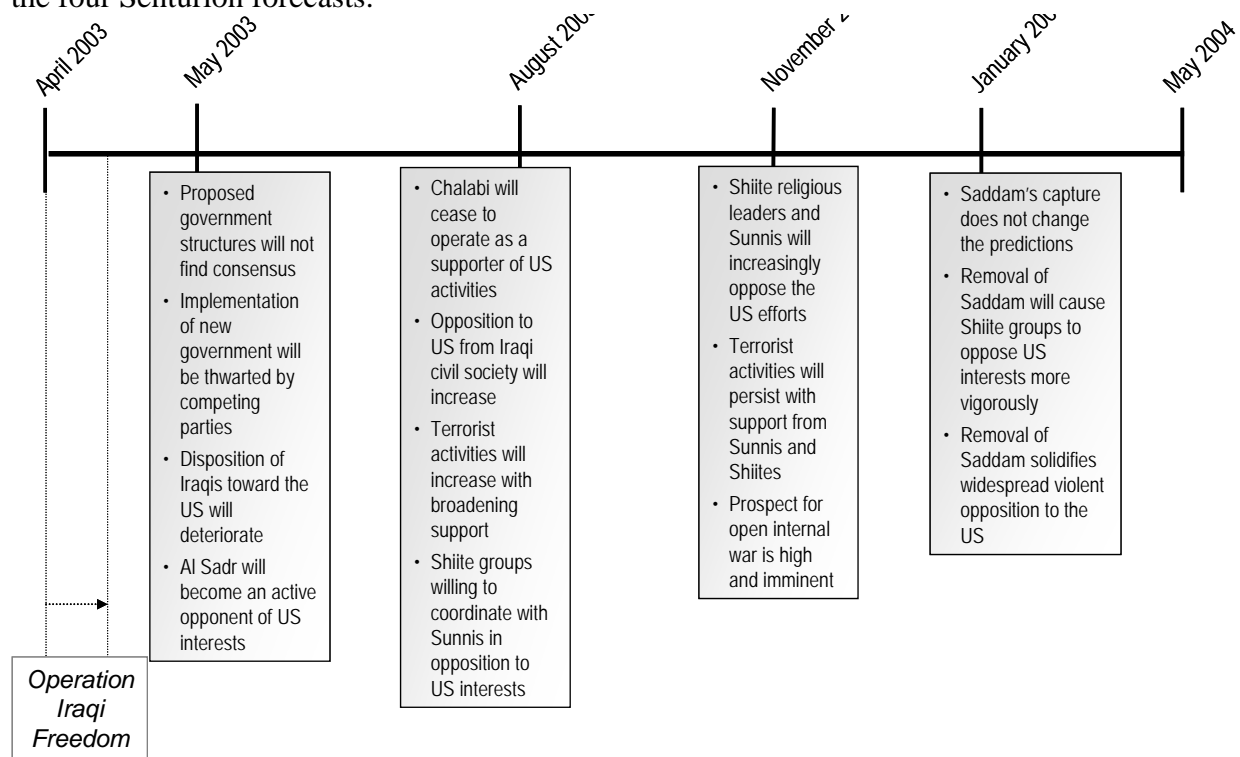 the four Senturion forecasts.
April 2003
May 2003
August
November
January
May 2004
• Proposed
government
structures will not
find consensus
• Implementation
of new
government will
be thwarted by
competing
parties
• Disposition of
Iraqis toward the
US will
deteriorate
• Al Sadr will
become an active
opponent of US
interests
• Chalabi will
cease to
operate as a
supporter of US
activities
• Opposition to
US from Iraqi
civil society will
increase
• Terrorist
activities will
increase with
broadening
support
• Shiite groups
willing to
coordinate with
Sunnis in
opposition to
US interests
• Shiite religious
leaders and
Sunnis will
increasingly
oppose the
US efforts
• Terrorist
activities will
persist with
support from
Sunnis and
Shiites
• Prospect for
open internal
war is high
and imminent
• Saddam’s capture
does not change
the predictions
• Removal of
Saddam will cause
Shiite groups to
oppose US
interests more
vigorously
• Removal of
Saddam solidifies
widespread violent
opposition to the
US
Operation
Iraqi
Freedom